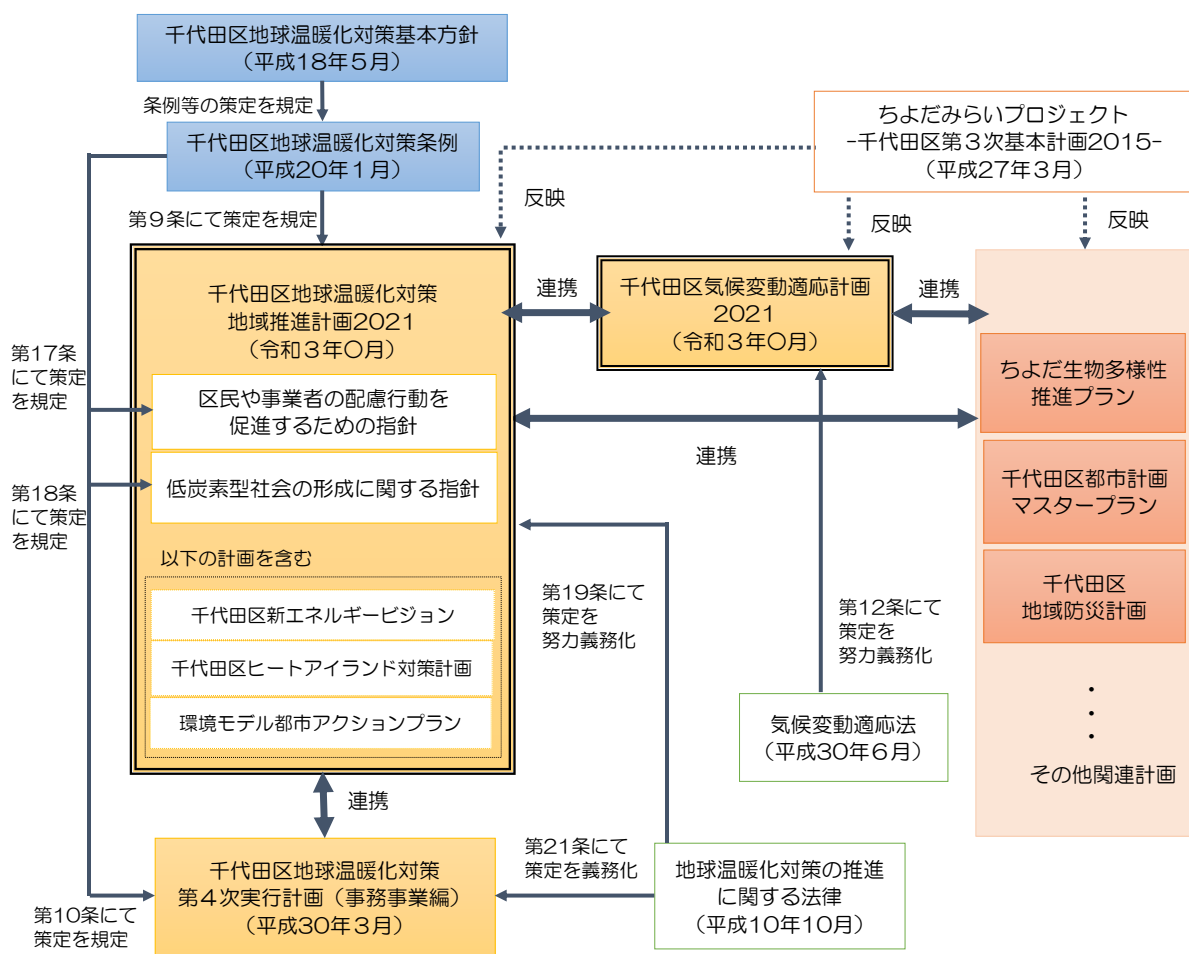 千代田区地球温暖化対策基本方針
（平成18年５月）
条例等の策定を規定
千代田区地球温暖化対策条例
（平成20年１月）
ちよだみらいプロジェクト
-千代田区第３次基本計画2015-
（平成27年３月）
第９条にて策定を規定
反映
反映
反映
千代田区地球温暖化対策
地域推進計画2021
（令和３年〇月）
連携
千代田区気候変動適応計画
2021
（令和３年〇月）
連携
第17条
にて策定
を規定
区民や事業者の配慮行動を
促進するための指針
ちよだ生物多様性
推進プラン
連携
第18条
にて策定
を規定
低炭素型社会の形成に関する指針
千代田区都市計画
マスタープラン
以下の計画を含む
千代田区新エネルギービジョン
千代田区ヒートアイランド対策計画
環境モデル都市アクションプラン
第19条にて
策定を
努力義務化
第12条にて
策定を
努力義務化
千代田区
地域防災計画
・
・
・
その他関連計画
気候変動適応法
（平成30年６月）
連携
千代田区地球温暖化対策
第４次実行計画（事務事業編）
（平成30年３月）
第21条にて
策定を義務化
地球温暖化対策の推進
に関する法律
（平成10年10月）
第10条にて
策定を規定